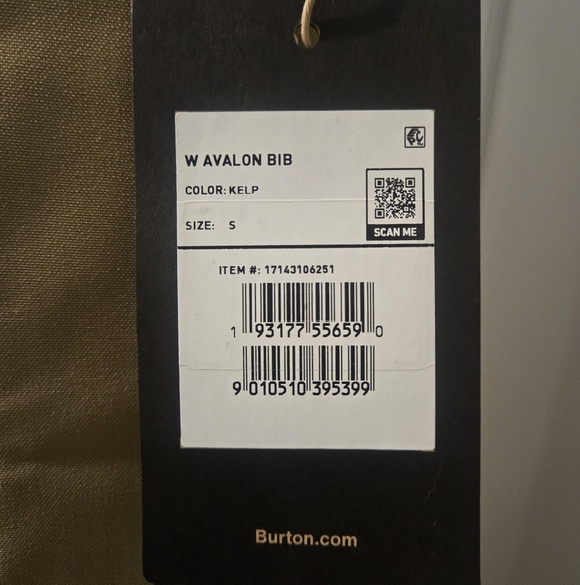 W AVALON BIB
COLOR: KELP
SIZE: S
SCAN ME
ITEM #: 17143106251
1 93177 55659 0
9 010510 395399
Burton.com